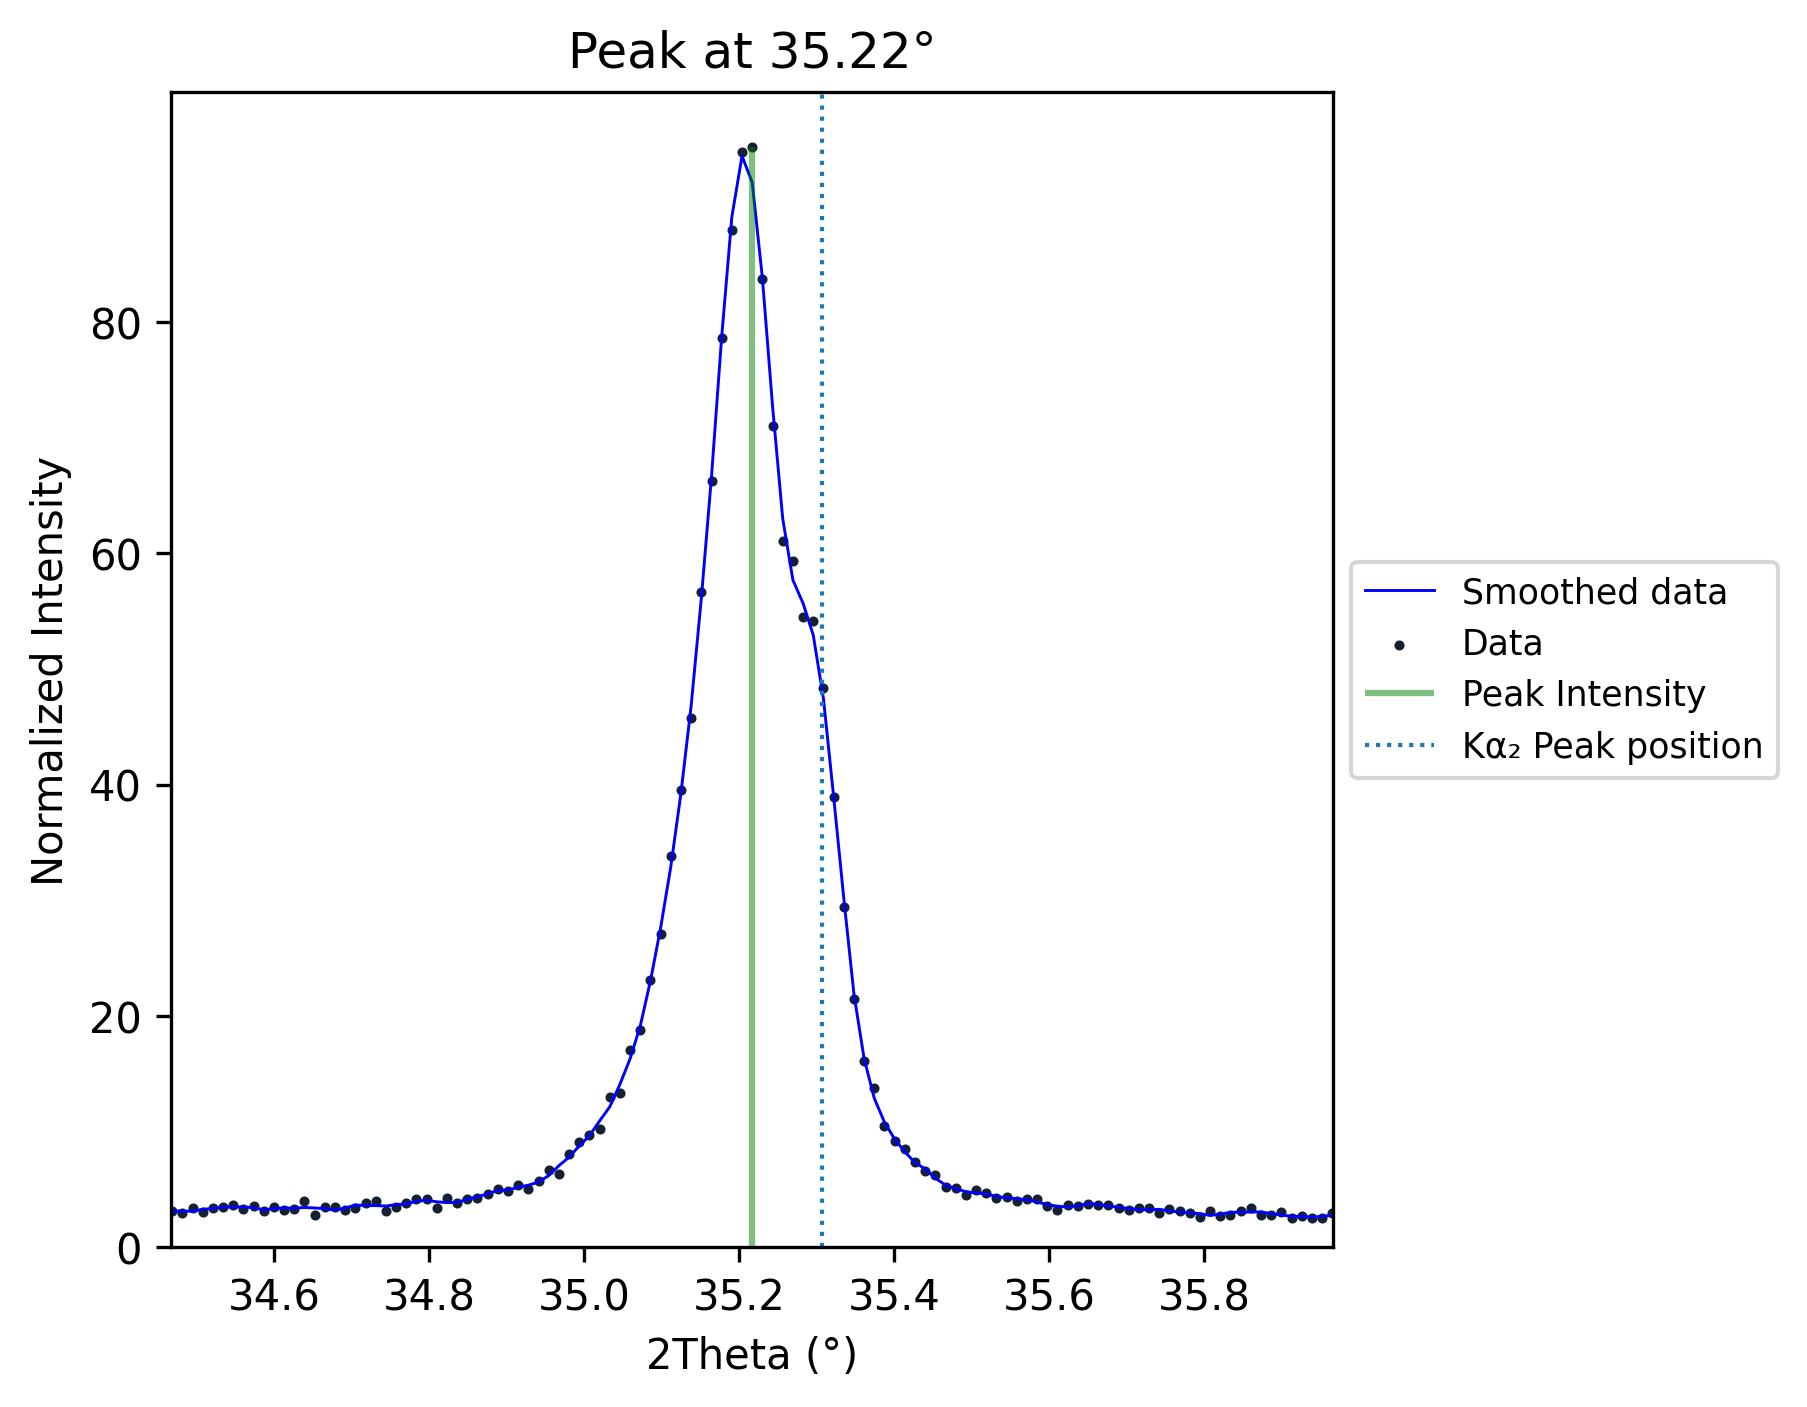 Peak at 35.22°
Normalized Intensity
80
60
40
20
0
34.6 34.8 35.0 35.2 35.4 35.6 35.8
2Theta (°)
Smoothed data
Data
Peak Intensity
Kα₂ Peak position